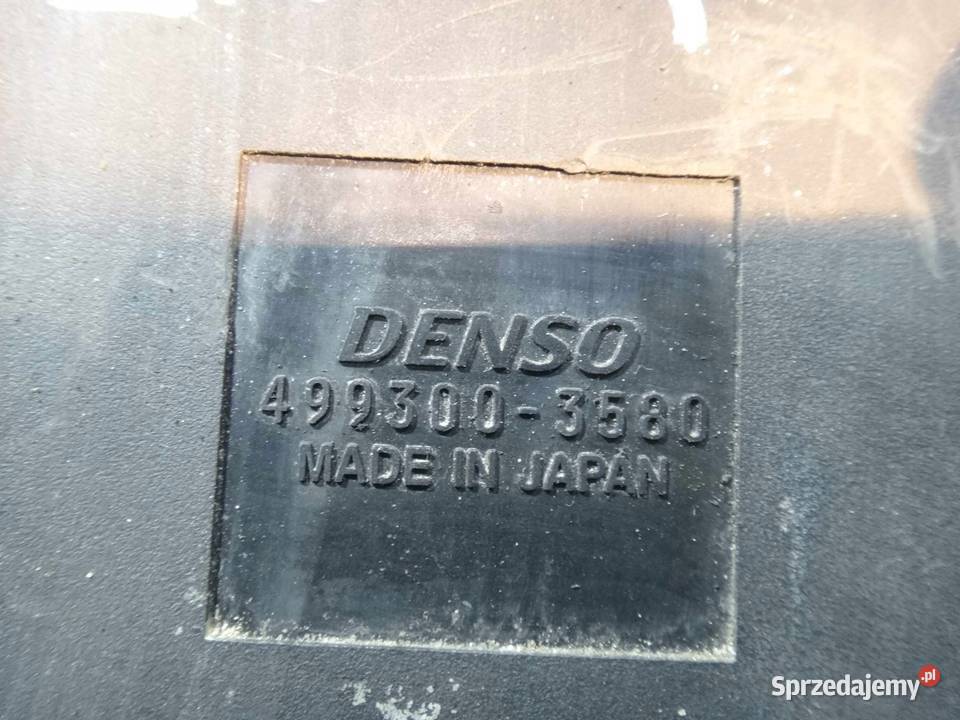 DENSO
499300-3580
MADE IN JAPAN
Sprzedajemy.pl